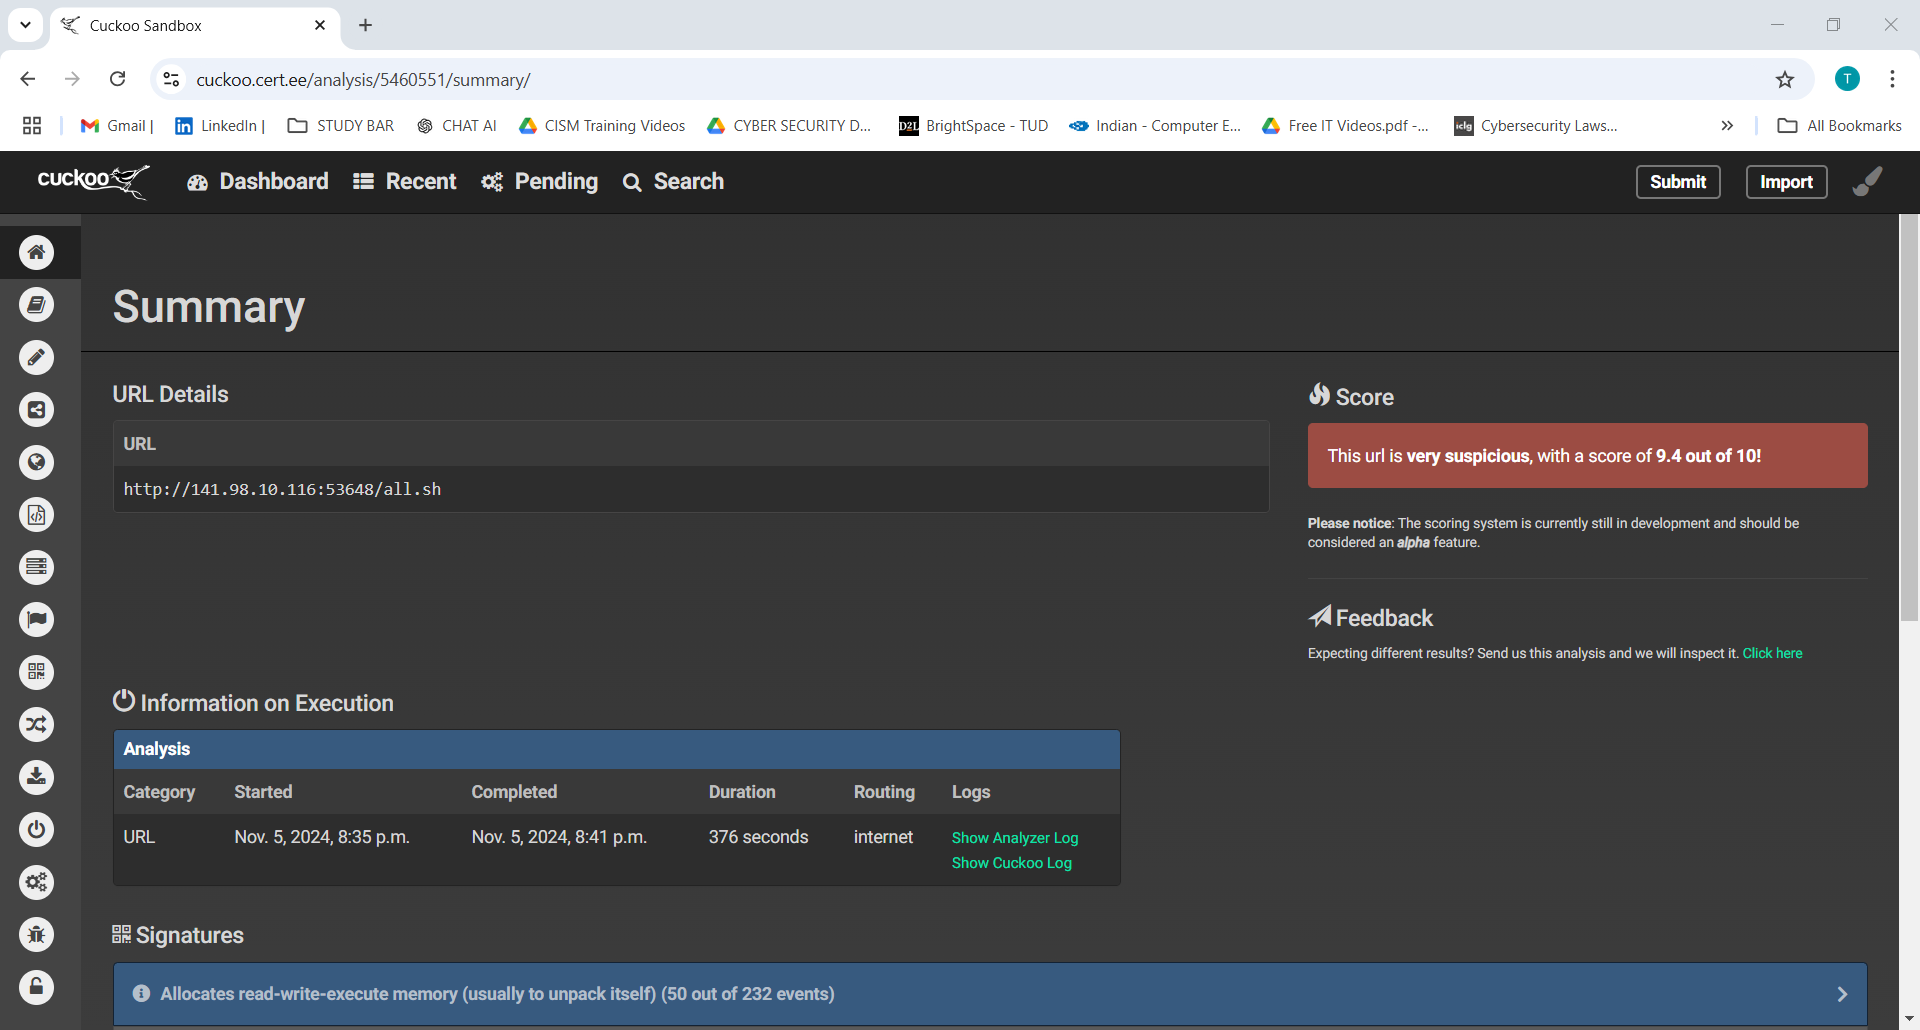 Cuckoo Sandbox
cuckoo.cert.ee/analysis/5460551/summary/
T
Gmail |
LinkedIn |
STUDY BAR
CHAT AI
CISM Training Videos
CYBER SECURITY D...
D2L
BrightSpace - TUD
Indian - Computer E...
Free IT Videos.pdf -...
iclg
Cybersecurity Laws...
All Bookmarks
cuckoo
Dashboard
Recent
Pending
Search
Submit
Import
Summary
URL Details
URL
http://141.98.10.116:53648/all.sh
Score
This url is very suspicious, with a score of 9.4 out of 10!
Please notice: The scoring system is currently still in development and should be
considered an alpha feature.
Feedback
Expecting different results? Send us this analysis and we will inspect it. Click here
Information on Execution
Analysis
Category Started Completed Duration Routing Logs
URL Nov. 5, 2024, 8:35 p.m. Nov. 5, 2024, 8:41 p.m. 376 seconds internet Show Analyzer Log
Show Cuckoo Log
Signatures
Allocates read-write-execute memory (usually to unpack itself) (50 out of 232 events)